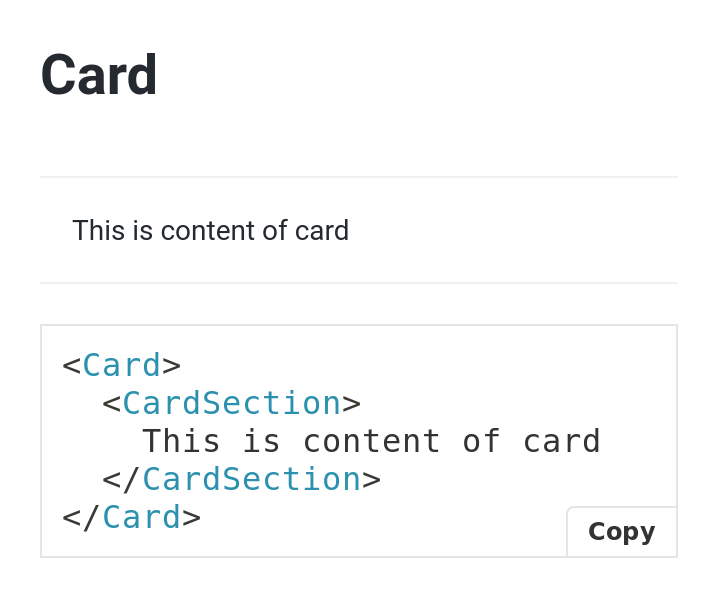 Card
This is content of card
<Card>
  <CardSection>
    This is content of card
  </CardSection>
</Card>
Copy